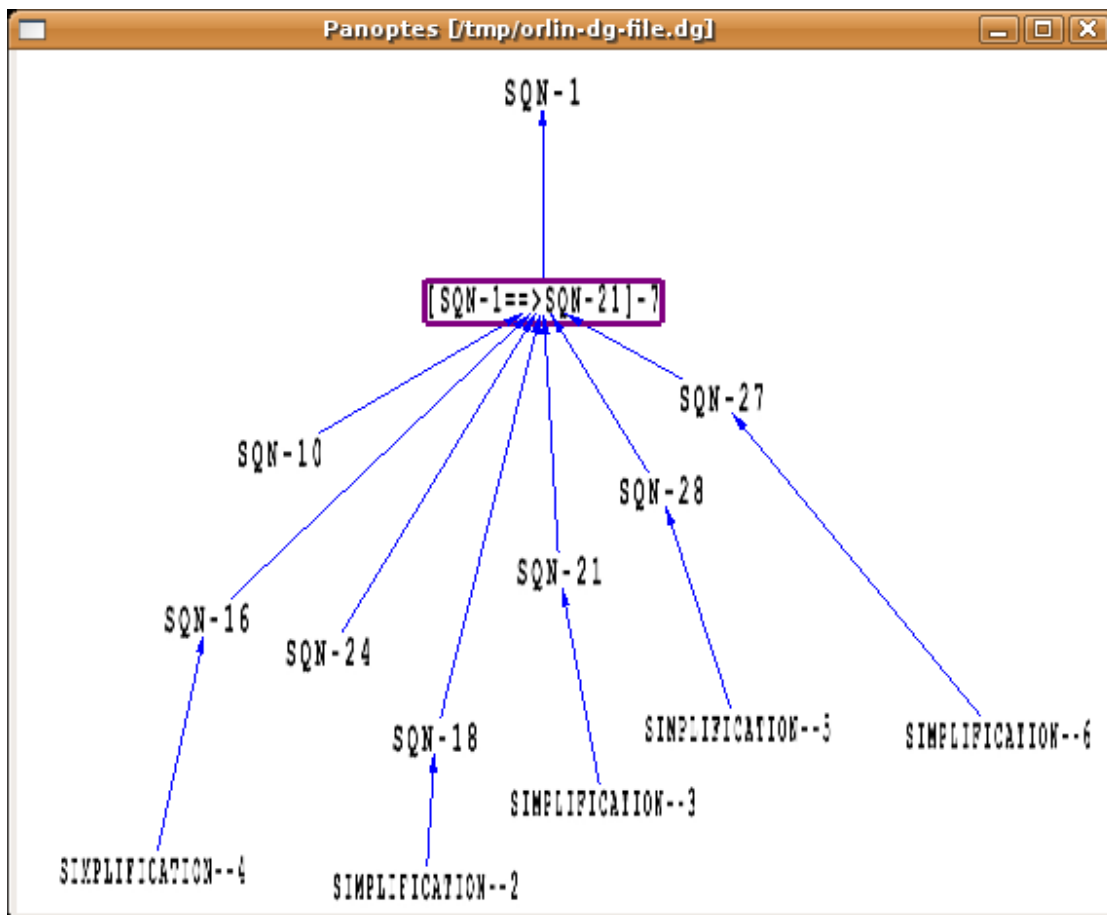 Panoptes [/tmp/orlin-dg-file.dg]
SQN-1
[SQN-1==>SQN-21]-7
SQN-27
SQN-10
SQN-28
SQN-21
SQN-16
SQN-24
SIMPLIFICATION--5
SIMPLIFICATION--6
SQN-18
SIMPLIFICATION--3
SIMPLIFICATION--4
SIMPLIFICATION--2